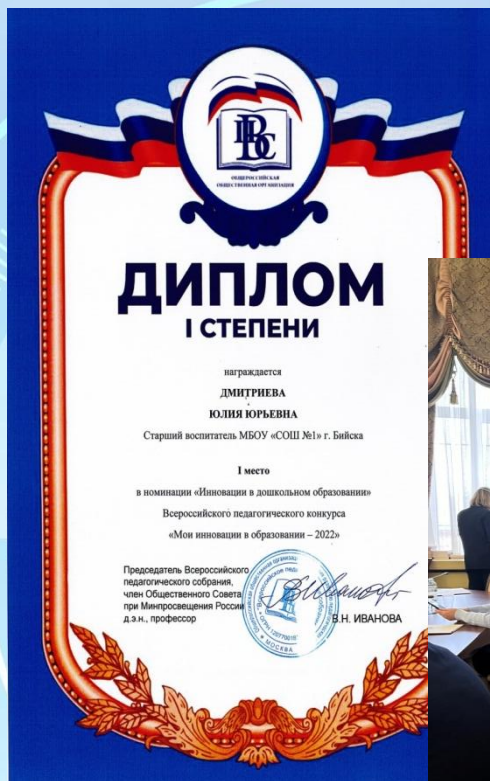 ПВС
ОБЩЕРОССИЙСКАЯ
ОБЩЕСТВЕННАЯ ОРГАНИЗАЦИЯ
ДИПЛОМ
I СТЕПЕНИ
награждается
ДМИТРИЕВА
ЮЛИЯ ЮРЬЕВНА
Старший воспитатель МБОУ «СОШ №1» г. Бийска
I место
в номинации «Инновации в дошкольном образовании»
Всероссийского педагогического конкурса
«Мои инновации в образовании – 2022»
Председатель Всероссийского
педагогического собрания,
член Общественного Совета
при Минпросвещения России
д.э.н., профессор
В.Н. ИВАНОВА
МОСКВА